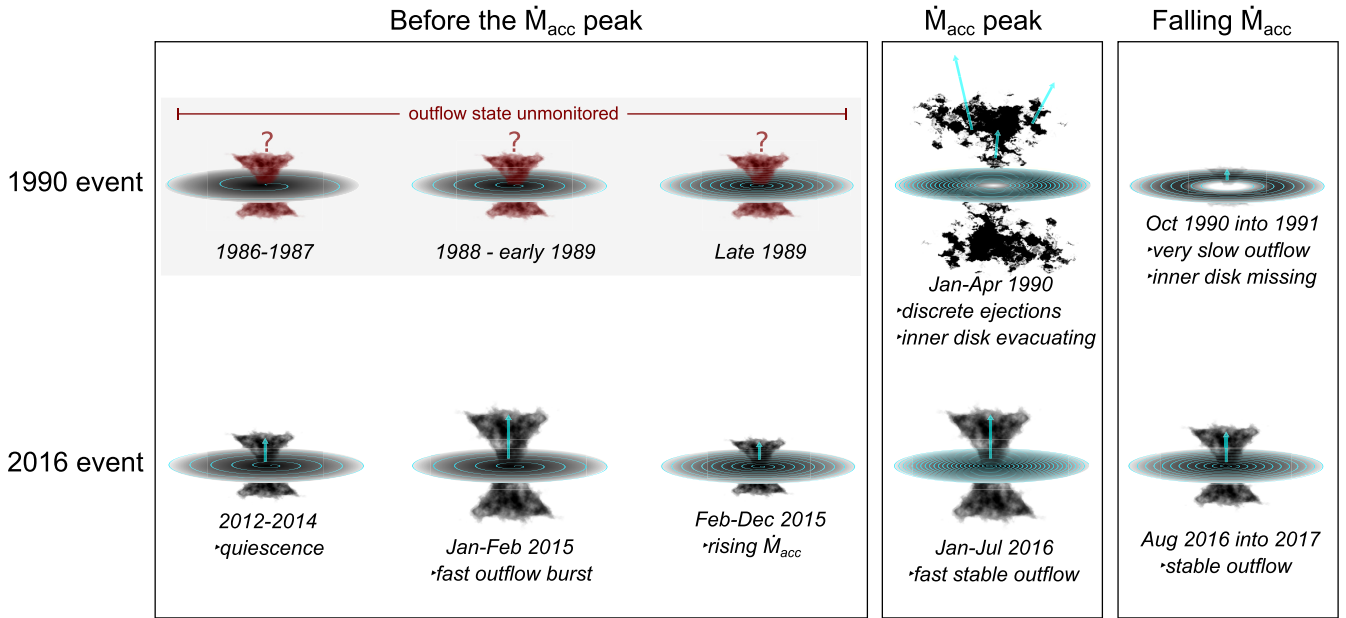 Before the Ṁacc peak
Ṁacc peak
Falling Ṁacc
1990 event
outflow state unmonitored
?
?
?
1986-1987
1988 - early 1989
Late 1989
Jan-Apr 1990
‣discrete ejections
‣inner disk evacuating
Oct 1990 into 1991
‣very slow outflow
‣inner disk missing
2016 event
2012-2014
‣quiescence
Jan-Feb 2015
‣fast outflow burst
Feb-Dec 2015
‣rising Ṁacc
Jan-Jul 2016
‣fast stable outflow
Aug 2016 into 2017
‣stable outflow